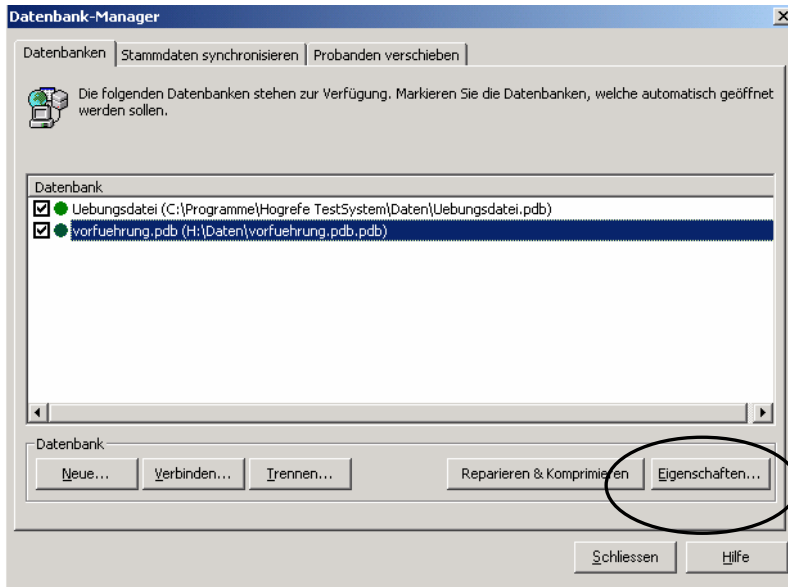 Datenbank-Manager
Datenbanken Stammdaten synchronisieren Probanden verschieben
Die folgenden Datenbanken stehen zur Verfügung. Markieren Sie die Datenbanken, welche automatisch geöffnet
werden sollen.
Datenbank
Uebungsdatei (C:\Programme\Hogrefe TestSystem\Daten\Uebungsdatei.pdb)
vorfuehrung.pdb (H:\Daten\vorfuehrung.pdb.pdb)
Datenbank
Neue... Verbinden... Trennen... Reparieren & Komprimieren Eigenschaften...
Schliessen Hilfe